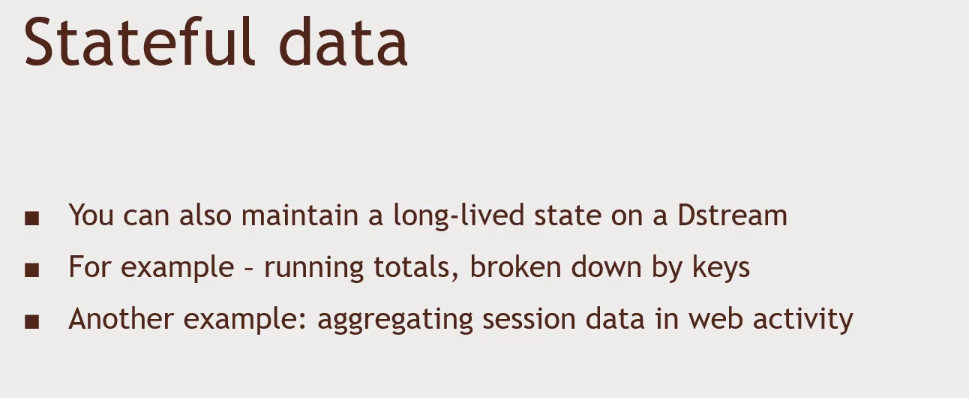 Stateful data
■ You can also maintain a long-lived state on a Dstream
■ For example – running totals, broken down by keys
■ Another example: aggregating session data in web activity